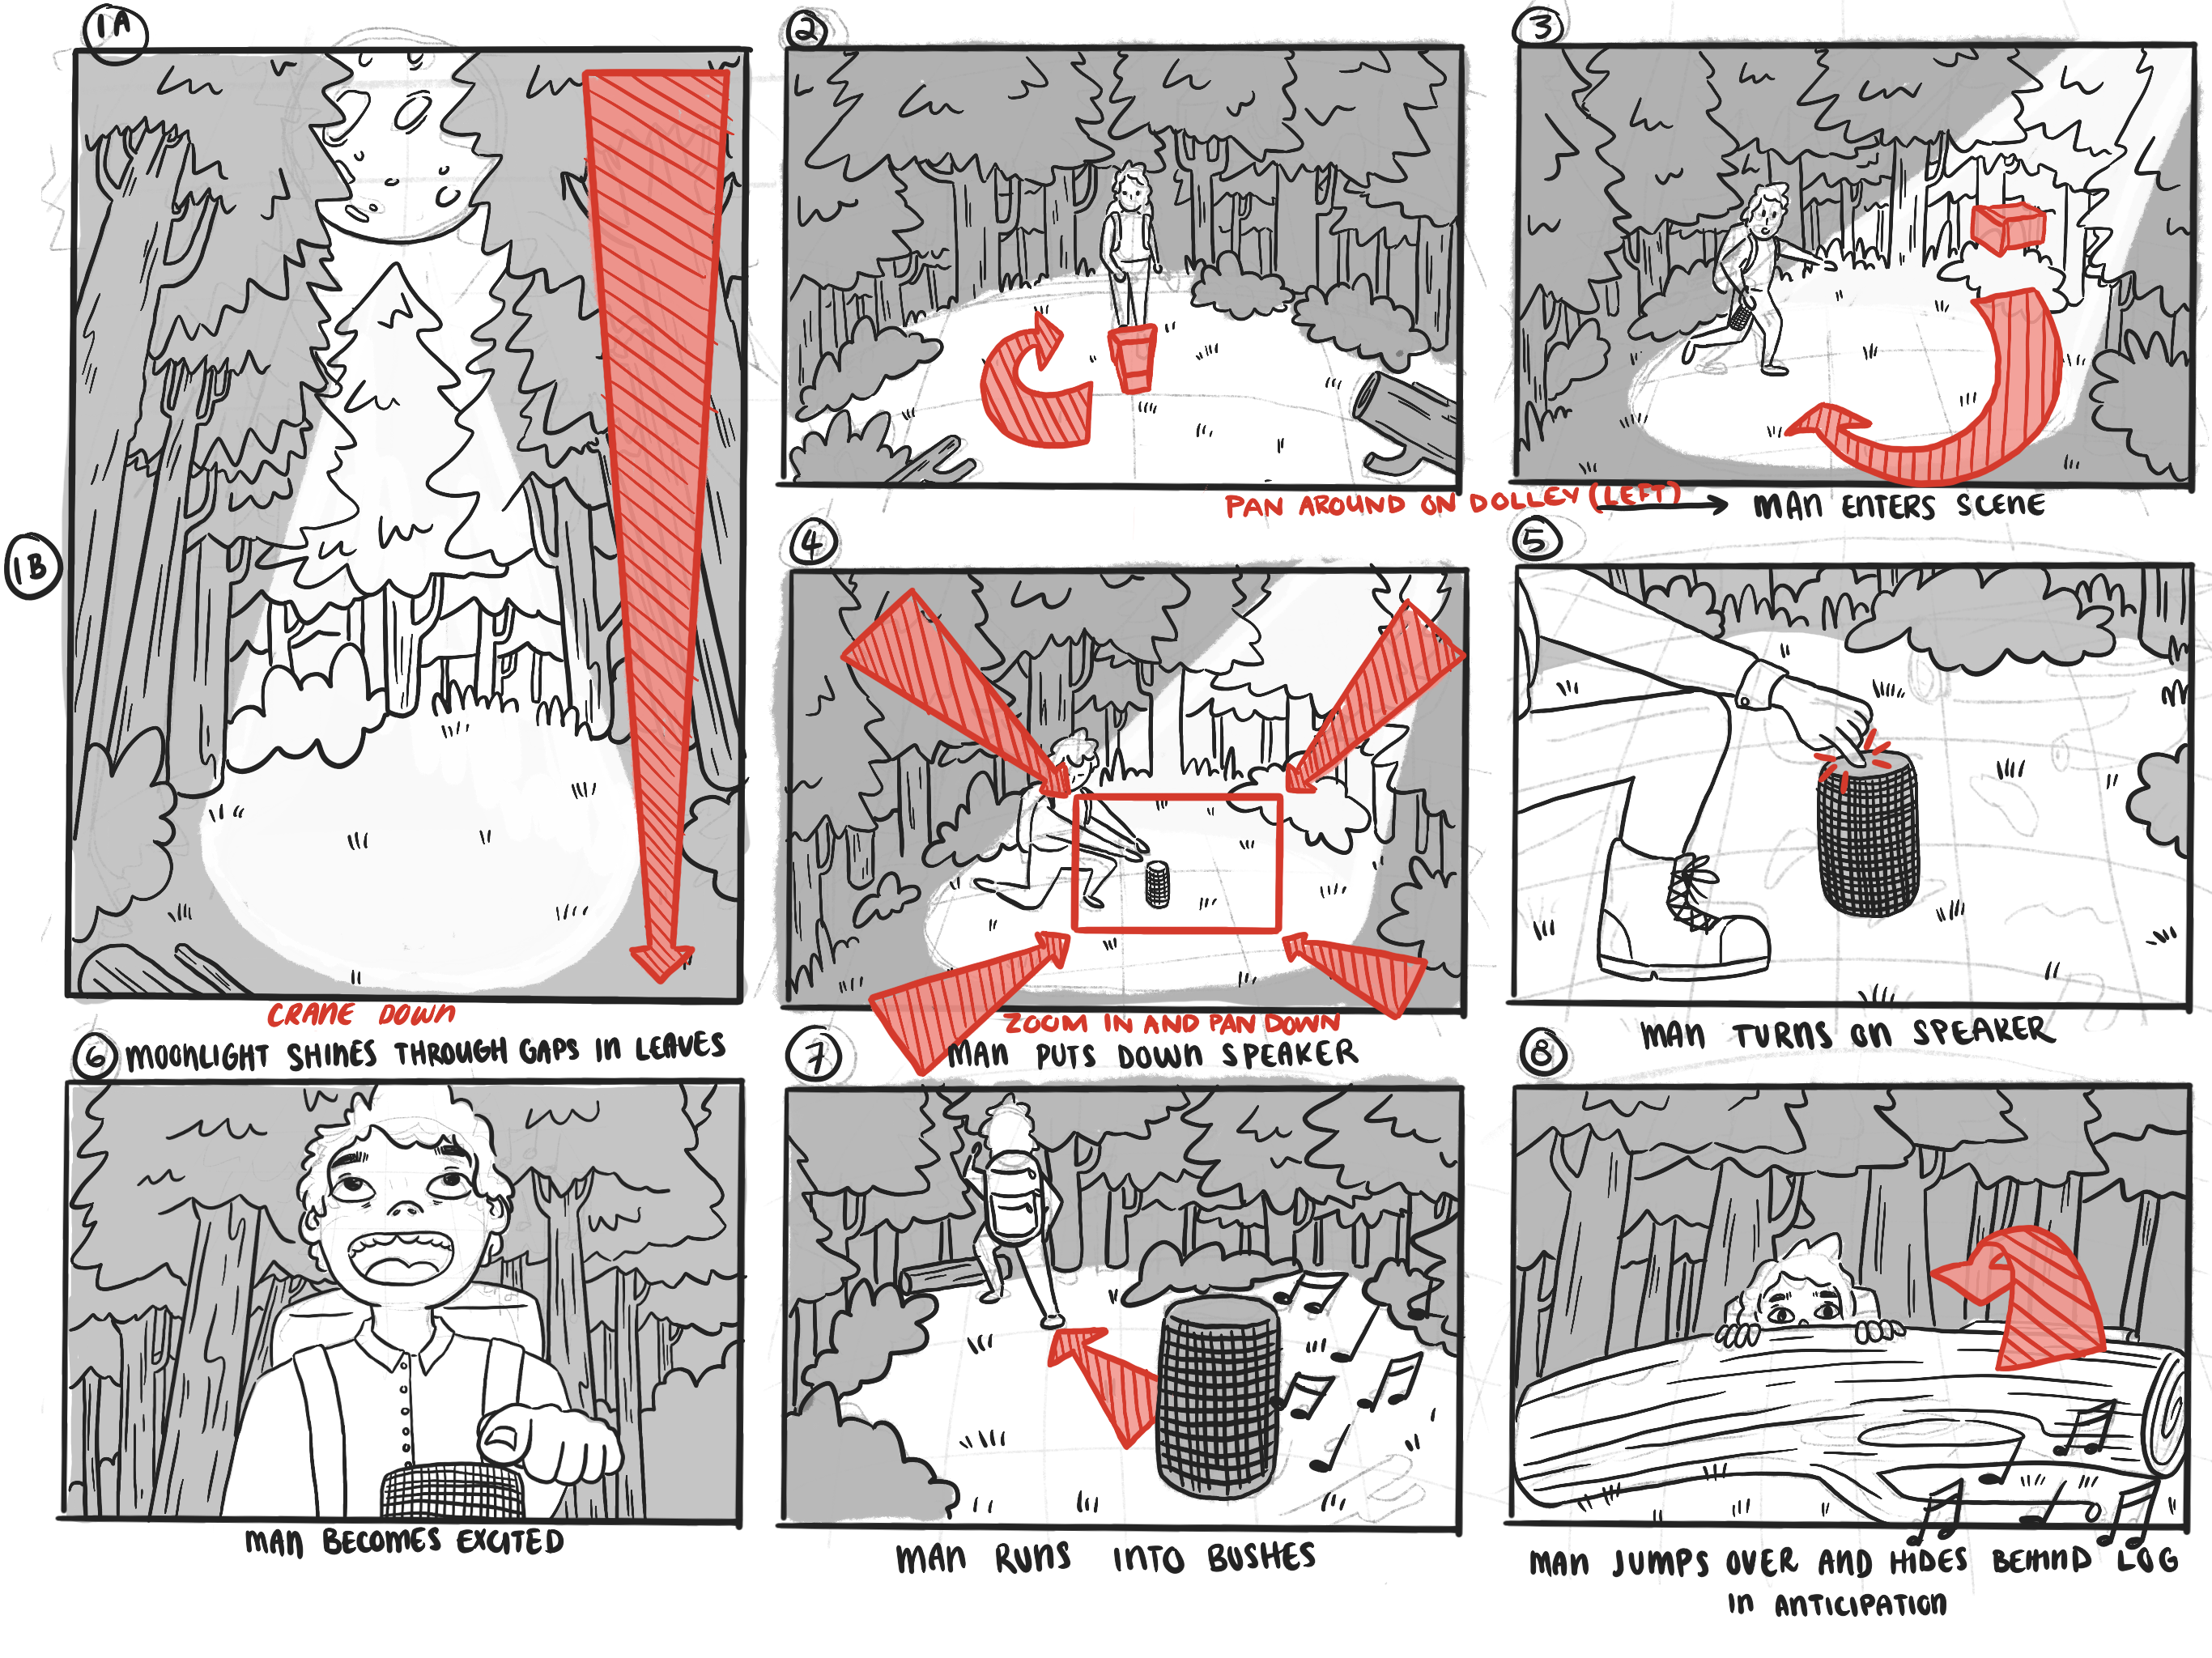 1A
1B
CRANE DOWN
MOONLIGHT SHINES THROUGH GAPS IN LEAVES
2
PAN AROUND ON DOLLEY (LEFT)
3
MAN ENTERS SCENE
4
ZOOM IN AND PAN DOWN
MAN PUTS DOWN SPEAKER
5
MAN TURNS ON SPEAKER
6
MAN BECOMES EXCITED
7
MAN RUNS INTO BUSHES
8
MAN JUMPS OVER AND HIDES BEHIND LOG
IN ANTICIPATION